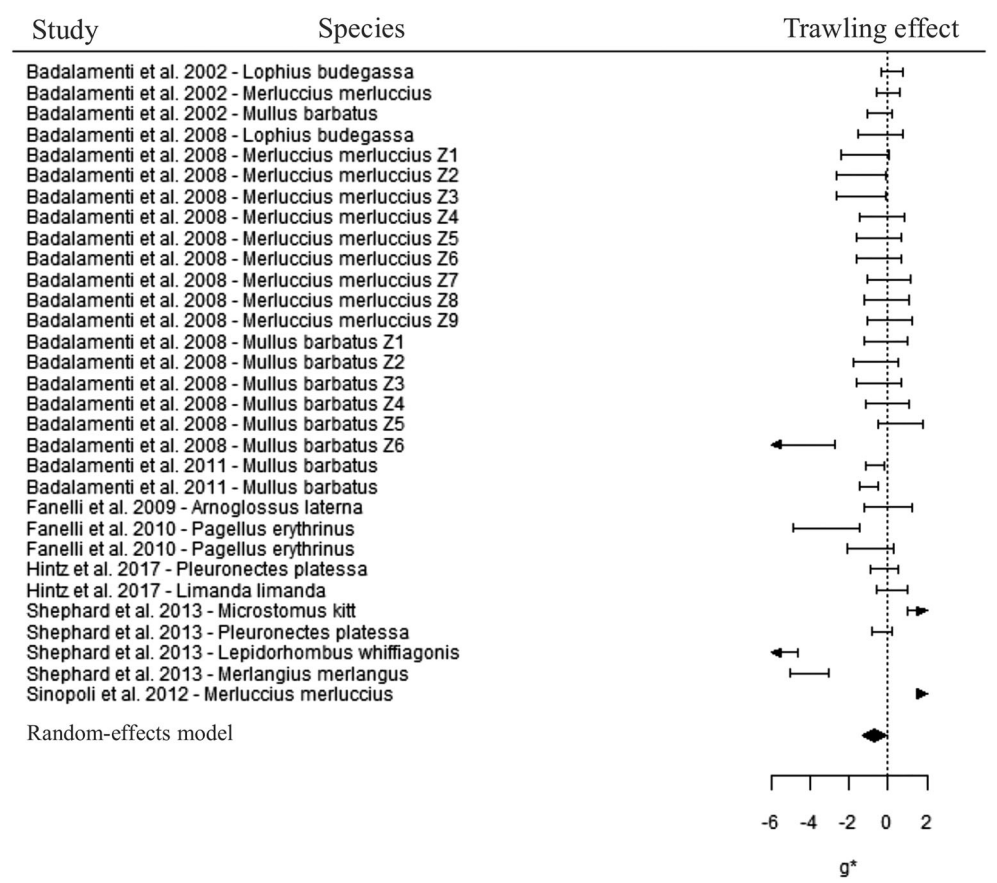 Study Species Trawling effect
Badalamenti et al. 2002 - Lophius budegassa
Badalamenti et al. 2002 - Merluccius merluccius
Badalamenti et al. 2002 - Mullus barbatus
Badalamenti et al. 2008 - Lophius budegassa
Badalamenti et al. 2008 - Merluccius merluccius Z1
Badalamenti et al. 2008 - Merluccius merluccius Z2
Badalamenti et al. 2008 - Merluccius merluccius Z3
Badalamenti et al. 2008 - Merluccius merluccius Z4
Badalamenti et al. 2008 - Merluccius merluccius Z5
Badalamenti et al. 2008 - Merluccius merluccius Z6
Badalamenti et al. 2008 - Merluccius merluccius Z7
Badalamenti et al. 2008 - Merluccius merluccius Z8
Badalamenti et al. 2008 - Merluccius merluccius Z9
Badalamenti et al. 2008 - Mullus barbatus Z1
Badalamenti et al. 2008 - Mullus barbatus Z2
Badalamenti et al. 2008 - Mullus barbatus Z3
Badalamenti et al. 2008 - Mullus barbatus Z4
Badalamenti et al. 2008 - Mullus barbatus Z5
Badalamenti et al. 2008 - Mullus barbatus Z6
Badalamenti et al. 2011 - Mullus barbatus
Badalamenti et al. 2011 - Mullus barbatus
Fanelli et al. 2009 - Arnoglossus laterna
Fanelli et al. 2010 - Pagellus erythrinus
Fanelli et al. 2010 - Pagellus erythrinus
Hintz et al. 2017 - Pleuronectes platessa
Hintz et al. 2017 - Limanda limanda
Shephard et al. 2013 - Microstomus kitt
Shephard et al. 2013 - Pleuronectes platessa
Shephard et al. 2013 - Lepidorhombus whiffiagonis
Shephard et al. 2013 - Merlangius merlangus
Sinopoli et al. 2012 - Merluccius merluccius
Random-effects model
-6 -4 -2 0 2
g*